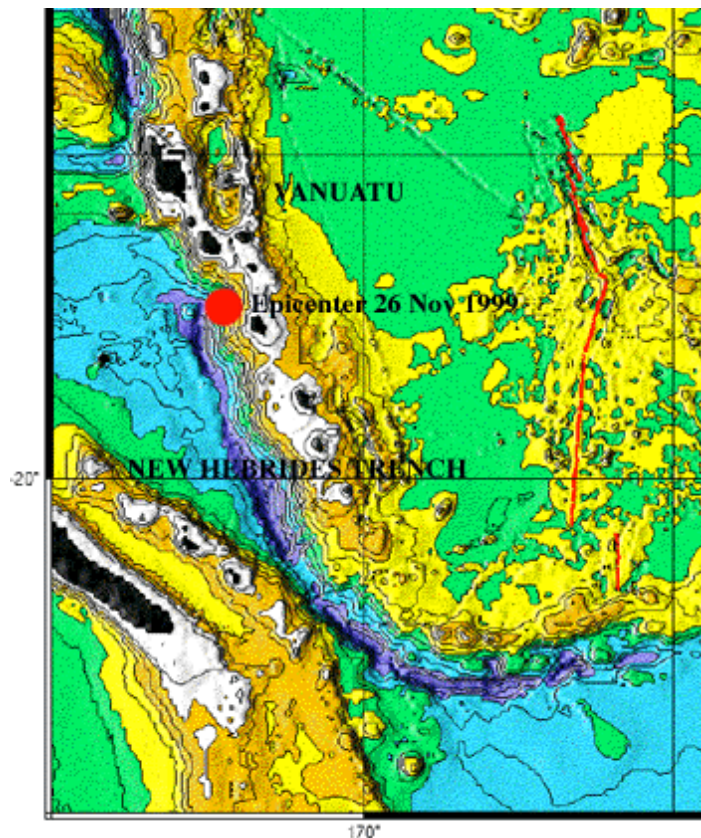 VANUATU
Epicenter 26 Nov 1999
NEW HEBRIDES TRENCH
-20°
170°